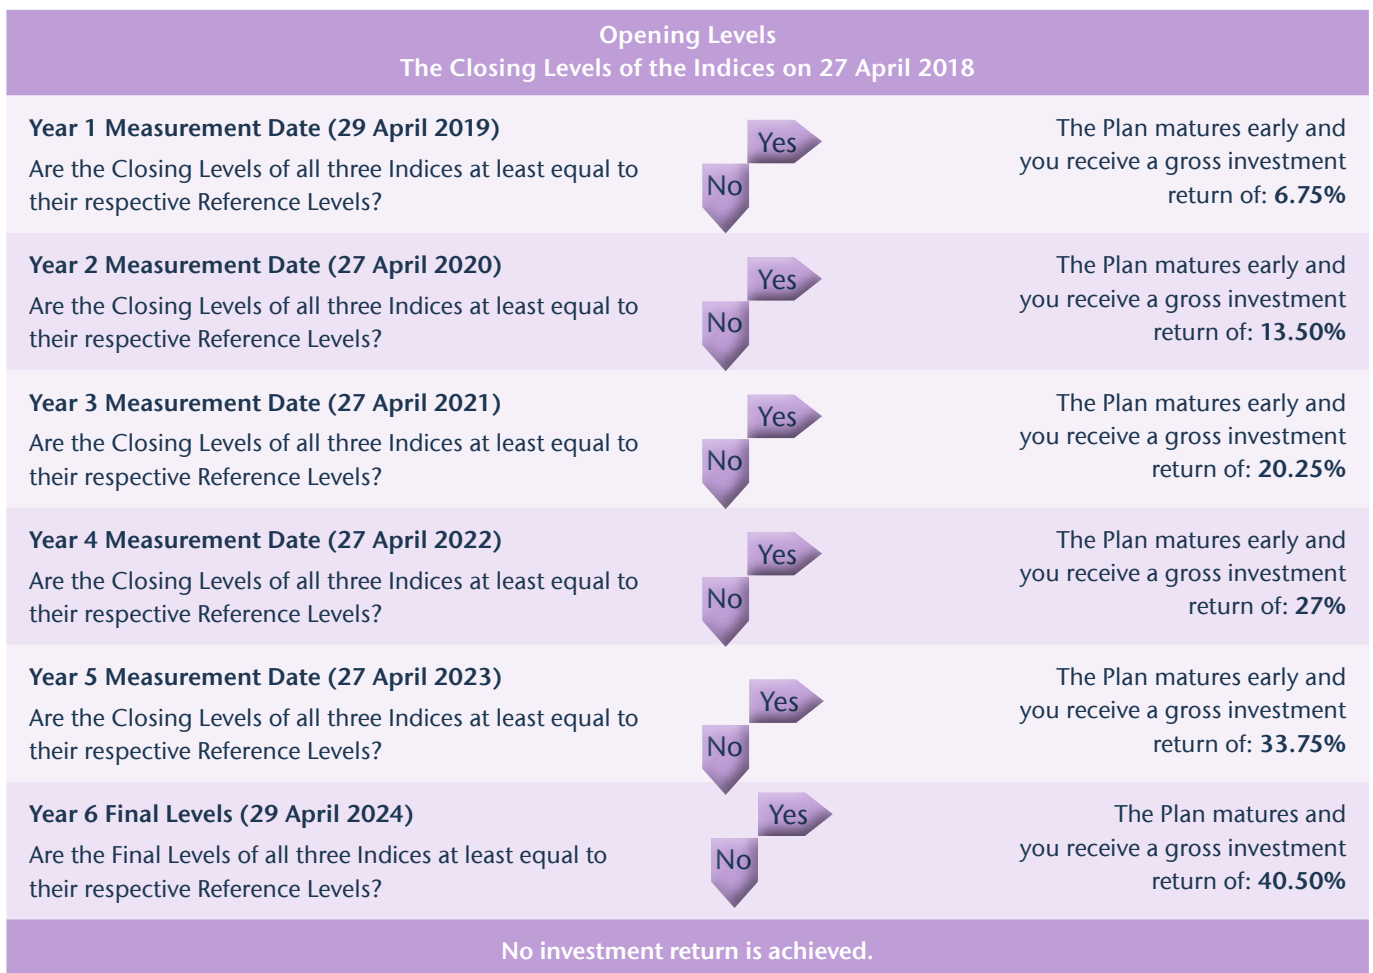 Opening Levels
The Closing Levels of the Indices on 27 April 2018
Year 1 Measurement Date (29 April 2019)
Are the Closing Levels of all three Indices at least equal to
their respective Reference Levels?
Yes
No
The Plan matures early and
you receive a gross investment
return of: 6.75%
Year 2 Measurement Date (27 April 2020)
Are the Closing Levels of all three Indices at least equal to
their respective Reference Levels?
Yes
No
The Plan matures early and
you receive a gross investment
return of: 13.50%
Year 3 Measurement Date (27 April 2021)
Are the Closing Levels of all three Indices at least equal to
their respective Reference Levels?
Yes
No
The Plan matures early and
you receive a gross investment
return of: 20.25%
Year 4 Measurement Date (27 April 2022)
Are the Closing Levels of all three Indices at least equal to
their respective Reference Levels?
Yes
No
The Plan matures early and
you receive a gross investment
return of: 27%
Year 5 Measurement Date (27 April 2023)
Are the Closing Levels of all three Indices at least equal to
their respective Reference Levels?
Yes
No
The Plan matures early and
you receive a gross investment
return of: 33.75%
Year 6 Final Levels (29 April 2024)
Are the Final Levels of all three Indices at least equal to
their respective Reference Levels?
Yes
No
The Plan matures and
you receive a gross investment
return of: 40.50%
No investment return is achieved.